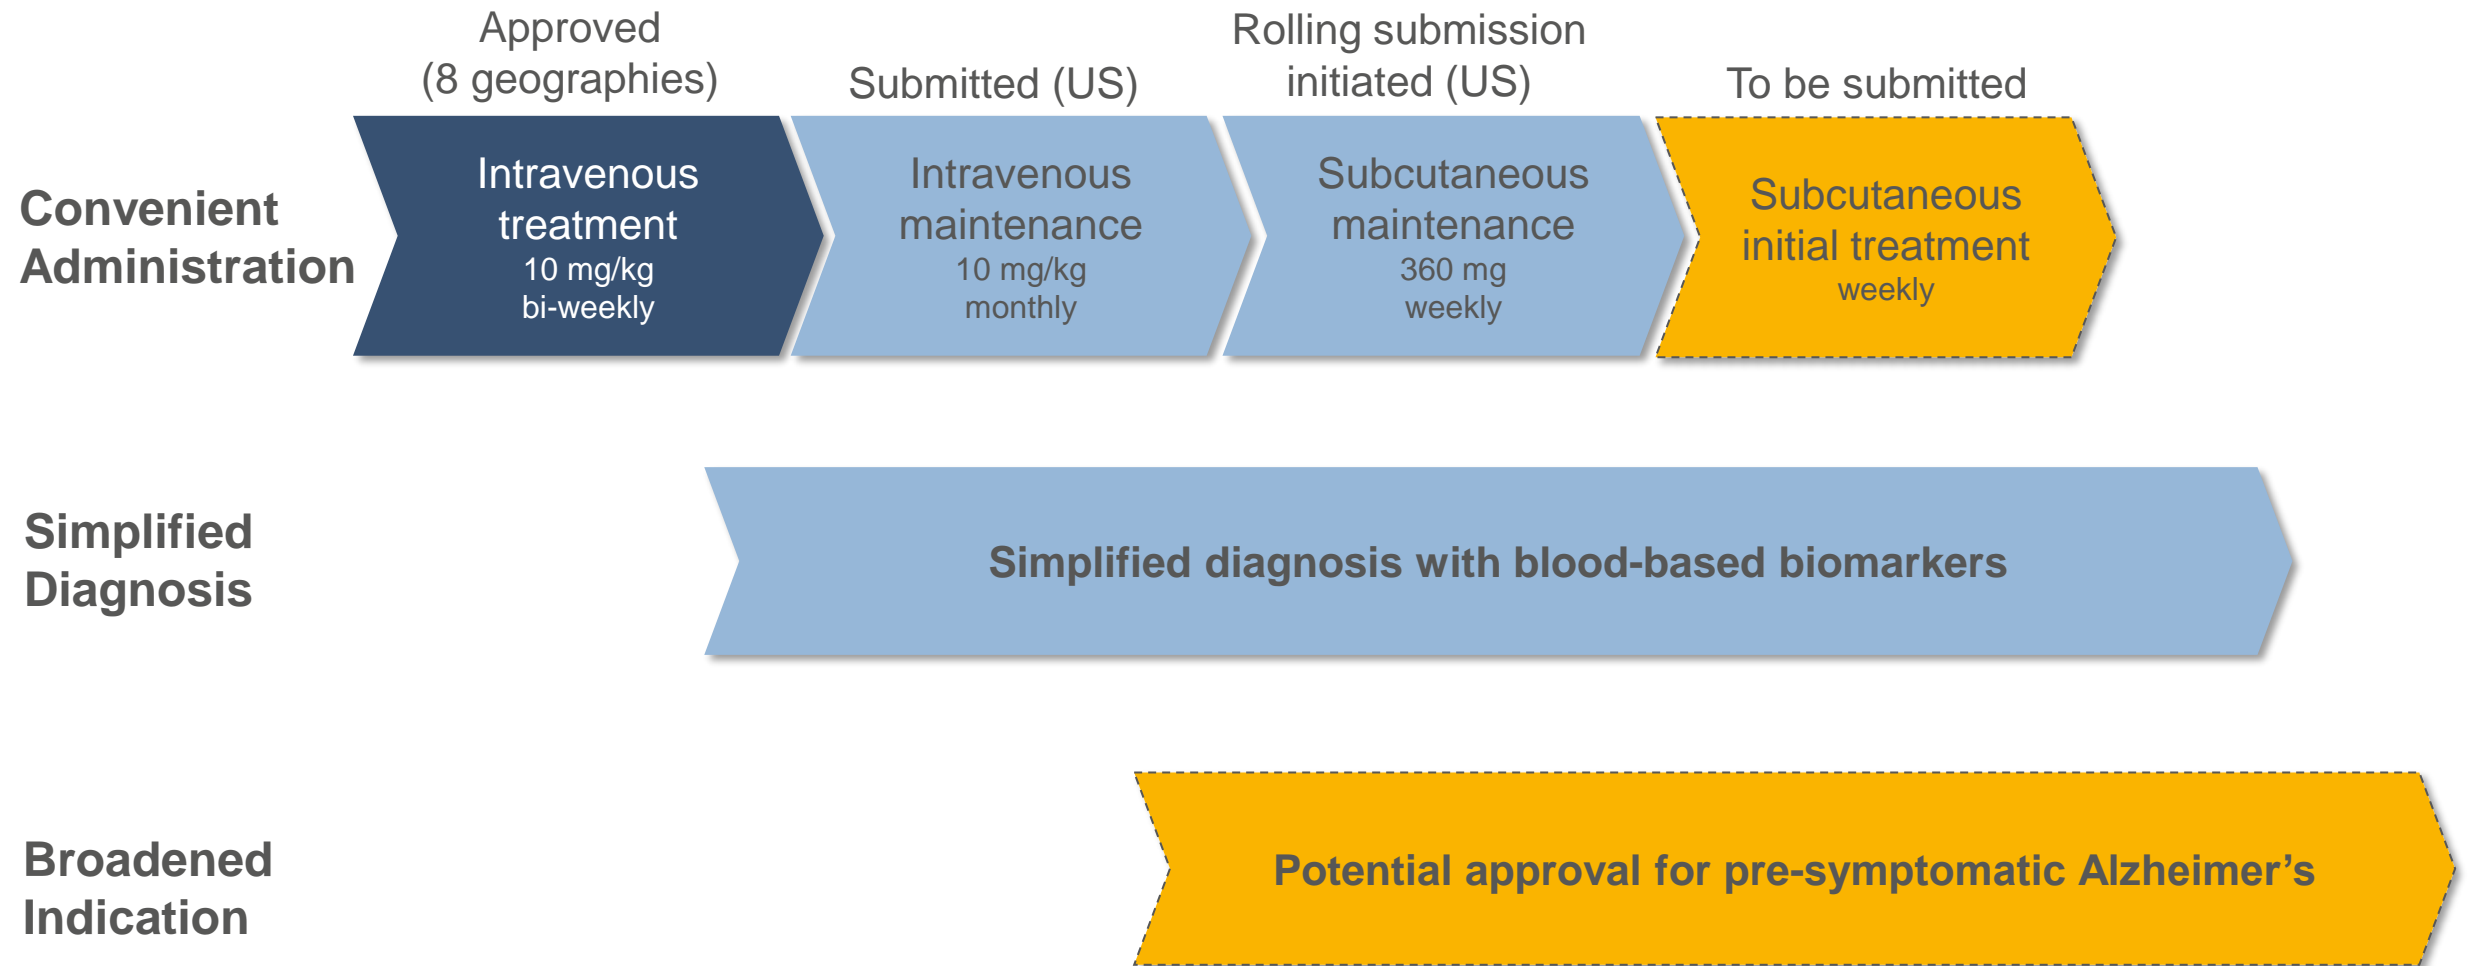 Approved
(8 geographies)
Submitted (US)
Rolling submission
initiated (US)
To be submitted
Convenient
Administration
Intravenous
treatment
10 mg/kg
bi-weekly
Intravenous
maintenance
10 mg/kg
monthly
Subcutaneous
maintenance
360 mg
weekly
Subcutaneous
initial treatment
weekly
Simplified
Diagnosis
Simplified diagnosis with blood-based biomarkers
Broadened
Indication
Potential approval for pre-symptomatic Alzheimer’s